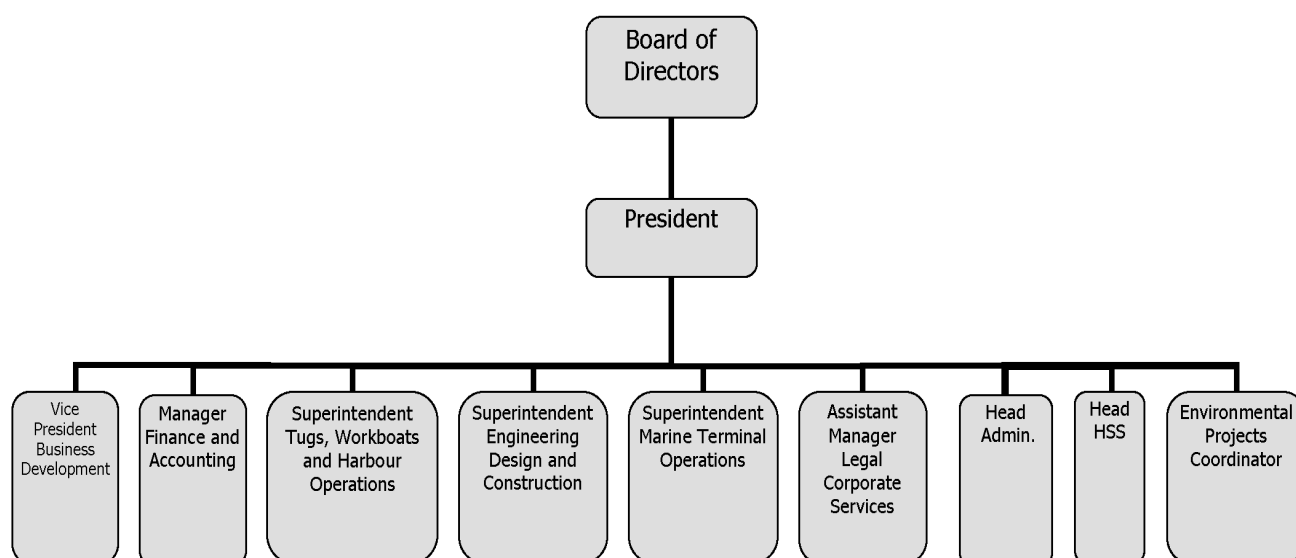 Board of
Directors
President
Vice
President
Business
Development
Manager
Finance and
Accounting
Superintendent
Tugs, Workboats
and Harbour
Operations
Superintendent
Engineering
Design and
Construction
Superintendent
Marine Terminal
Operations
Assistant
Manager
Legal
Corporate
Services
Head
Admin.
Head
HSS
Environmental
Projects
Coordinator